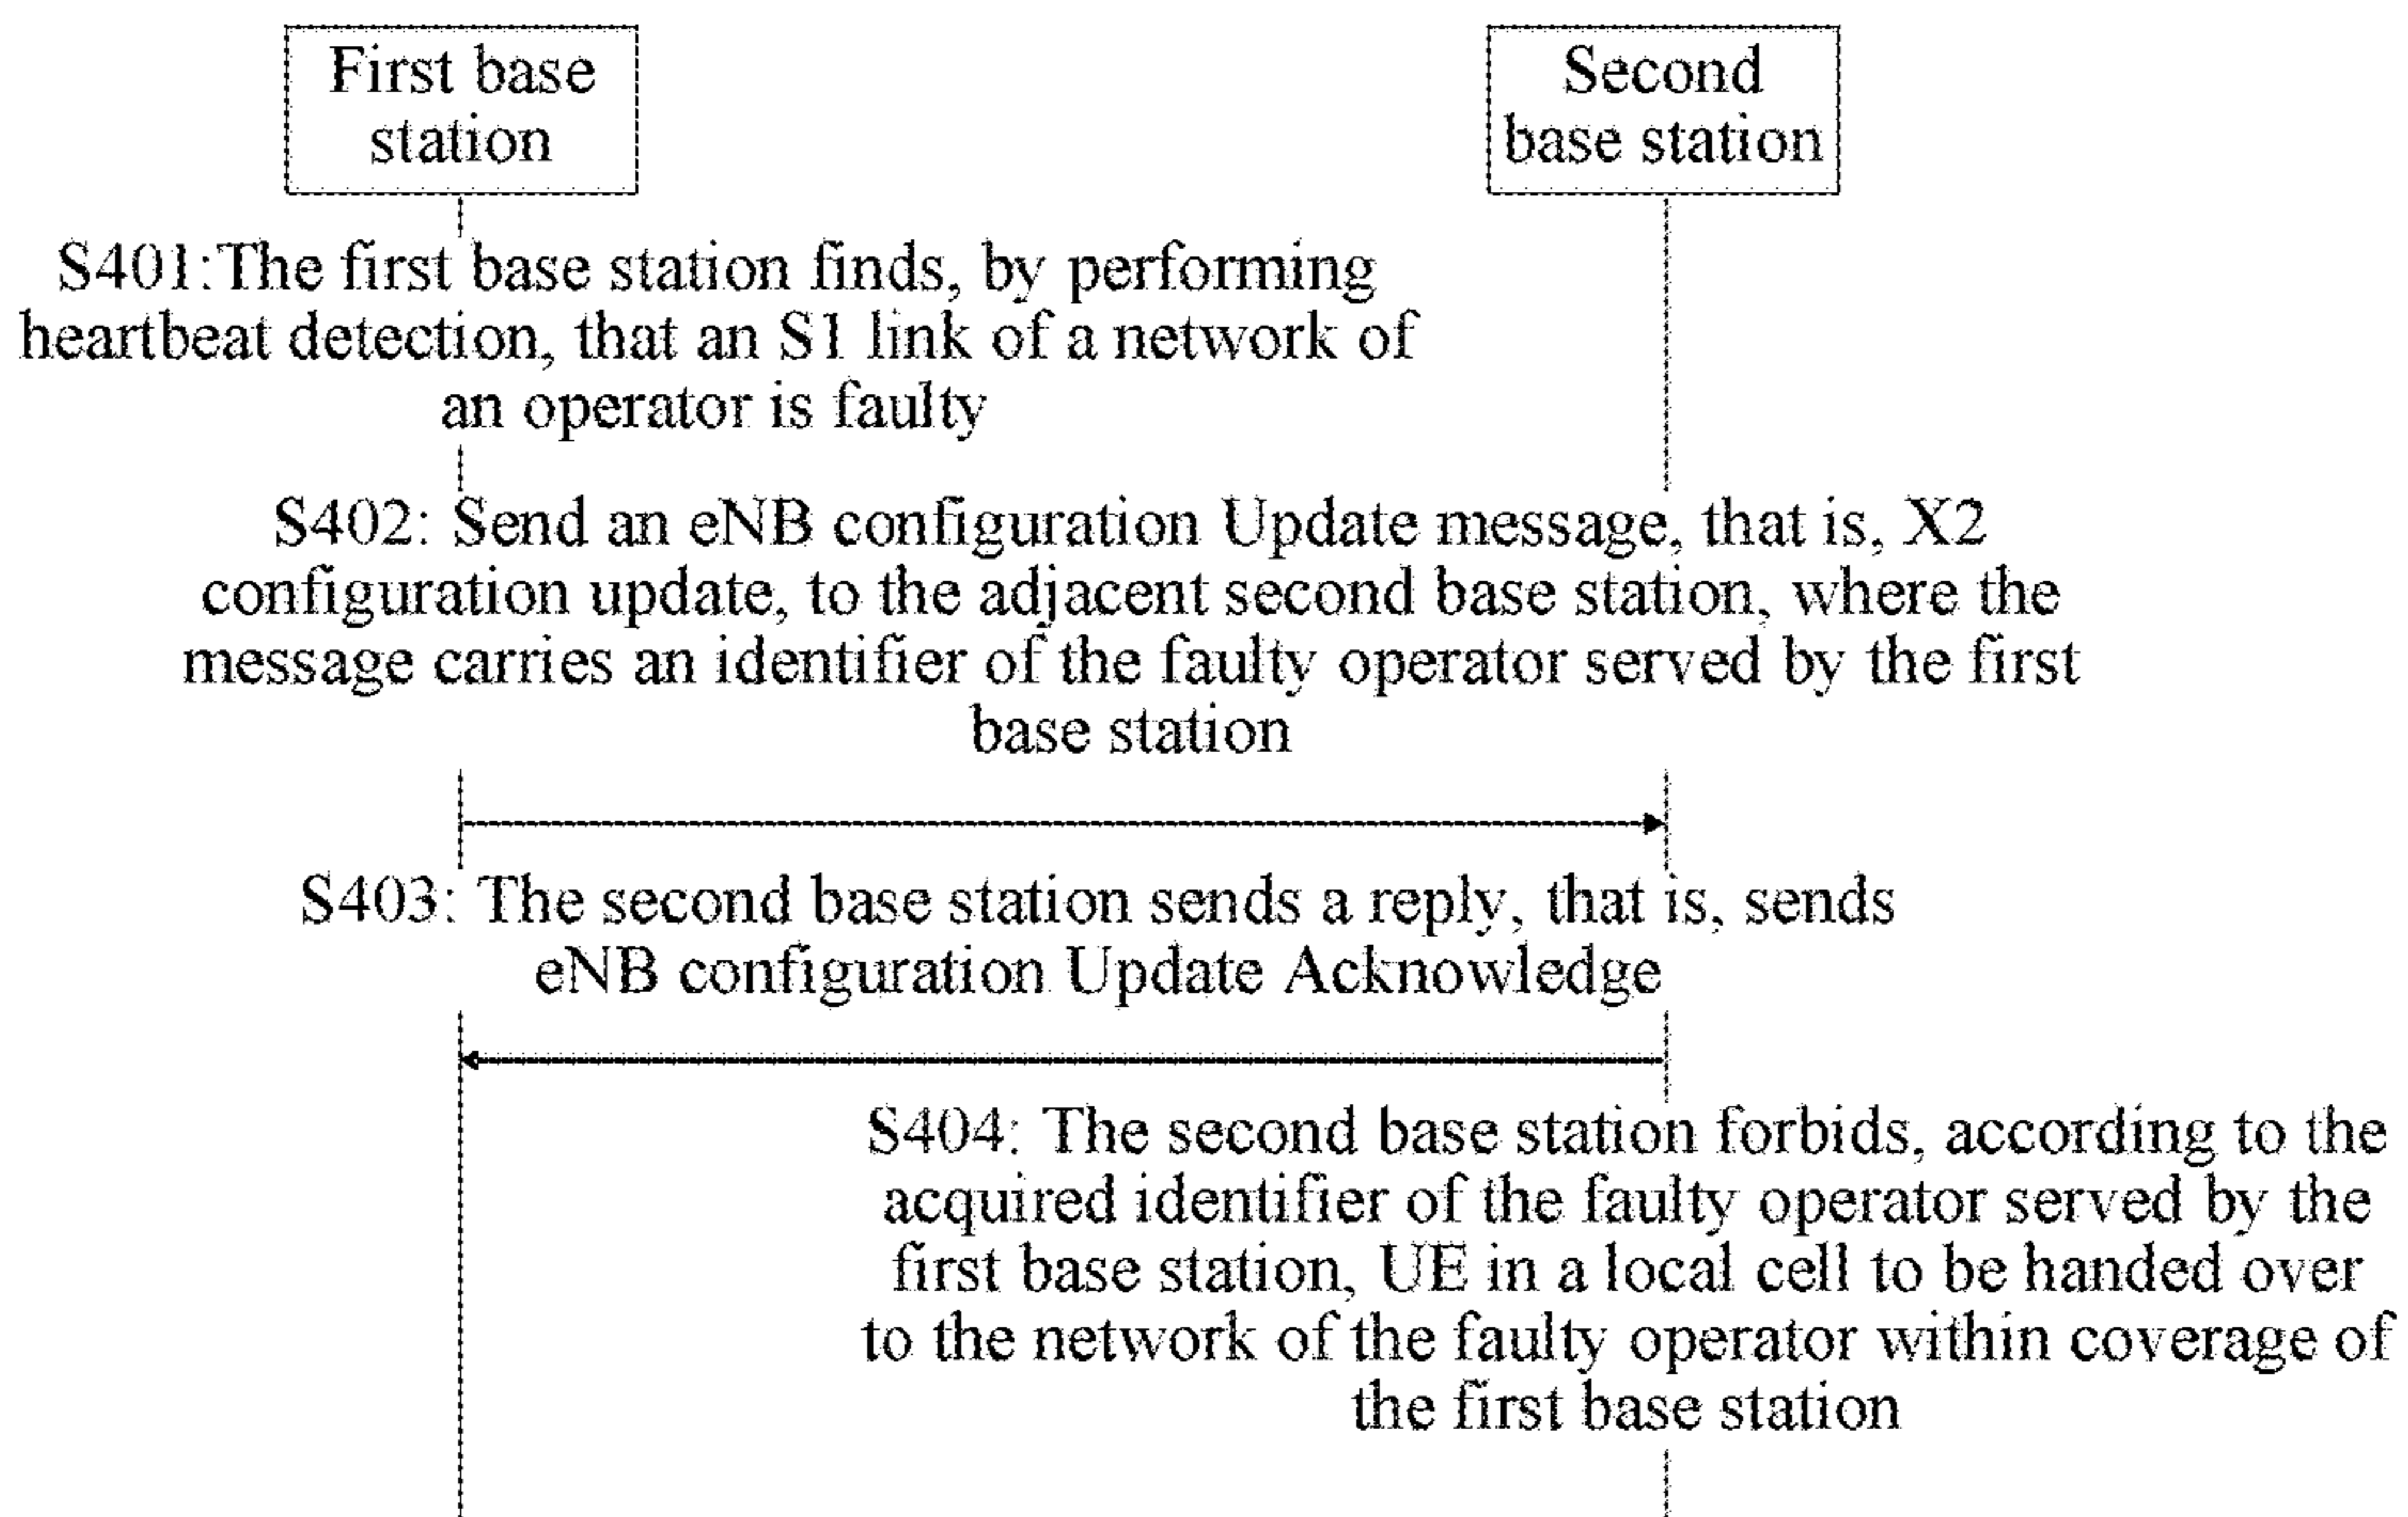 First base
station
Second
base station
S401:The first base station finds, by performing
heartbeat detection, that an S1 link of a network of
an operator is faulty
S402: Send an eNB configuration Update message, that is, X2
configuration update, to the adjacent second base station, where the
message carries an identifier of the faulty operator served by the first
base station
S403: The second base station sends a reply, that is, sends
eNB configuration Update Acknowledge
S404: The second base station forbids, according to the
acquired identifier of the faulty operator served by the
first base station, UE in a local cell to be handed over
to the network of the faulty operator within coverage of
the first base station